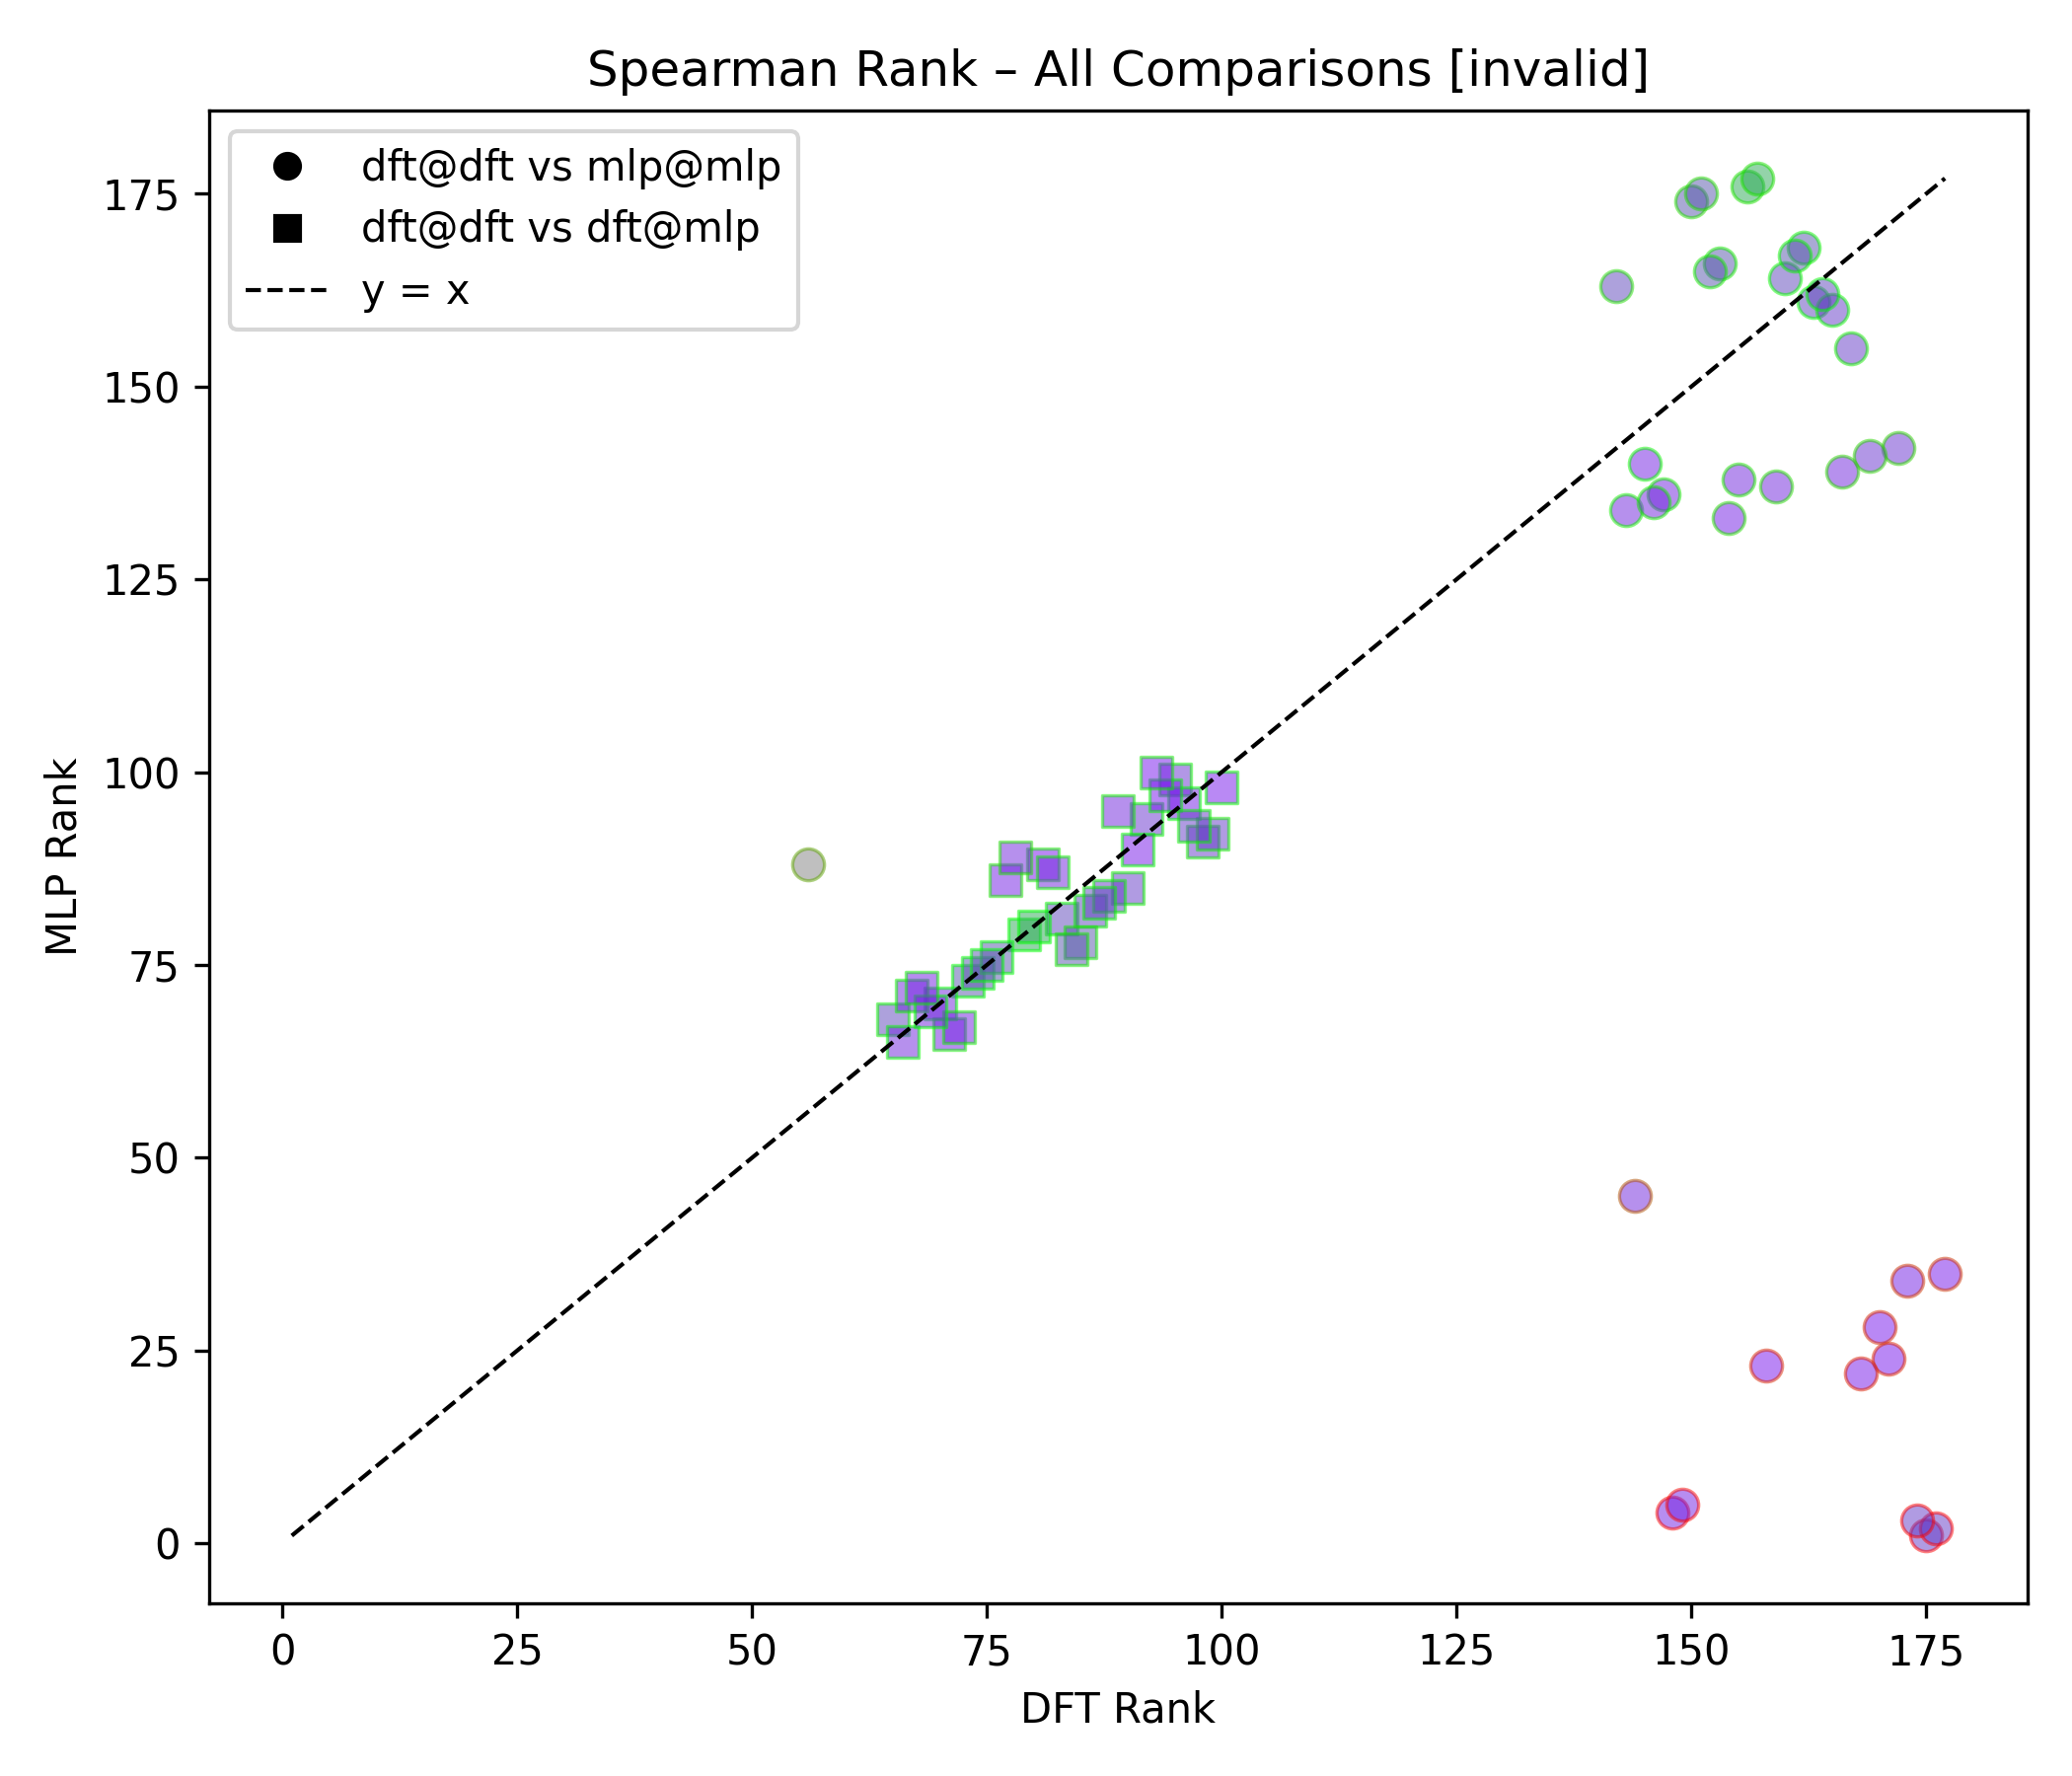 Spearman Rank – All Comparisons [invalid]
dft@dft vs mlp@mlp
dft@dft vs dft@mlp
y = x
MLP Rank
175
150
125
100
75
50
25
0
0 25 50 75 100 125 150 175
DFT Rank